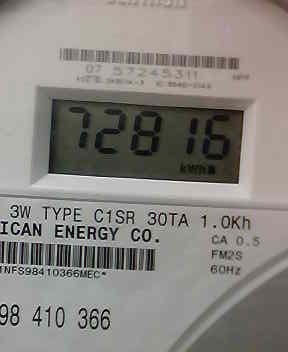 07 57245311
72816
kWh
3W TYPE C1SR 30TA 1.0Kh
ICAN ENERGY CO.
CA 0.5
FM2S
60Hz
1NFS98410366MEC*
98 410 366